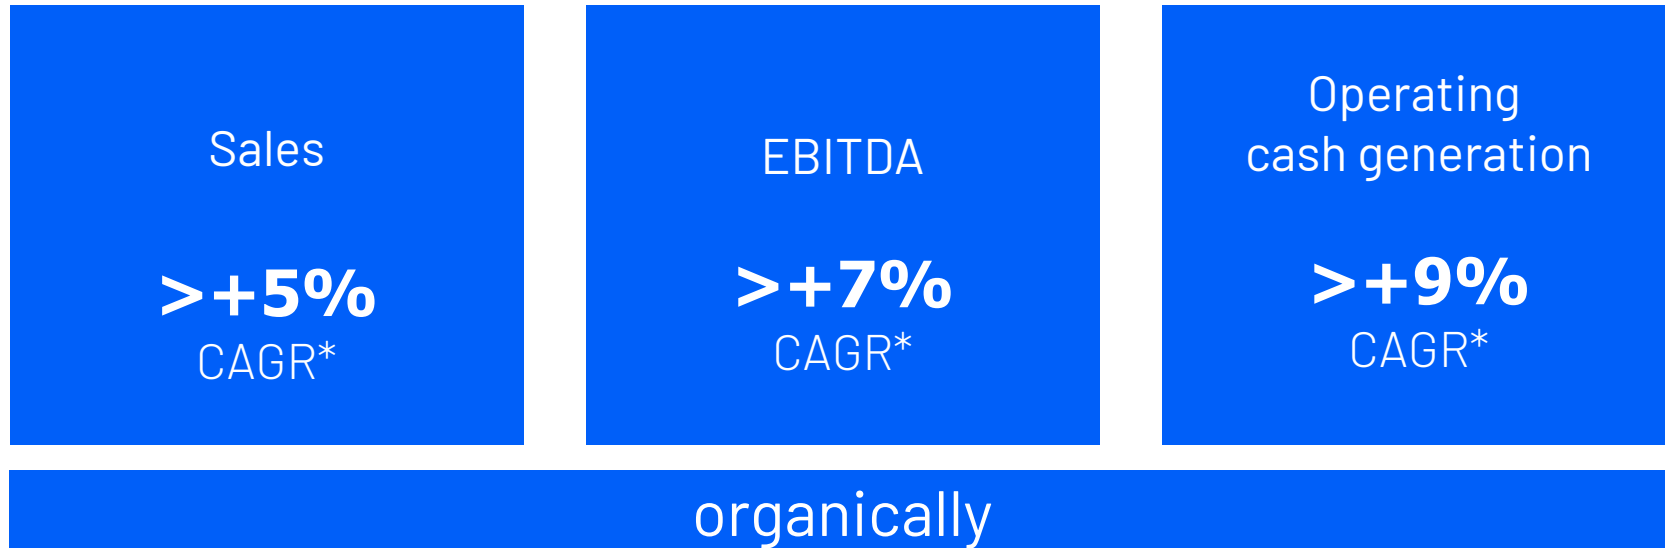 Sales
>+5%
CAGR*
EBITDA
>+7%
CAGR*
Operating
cash generation
>+9%
CAGR*
organically